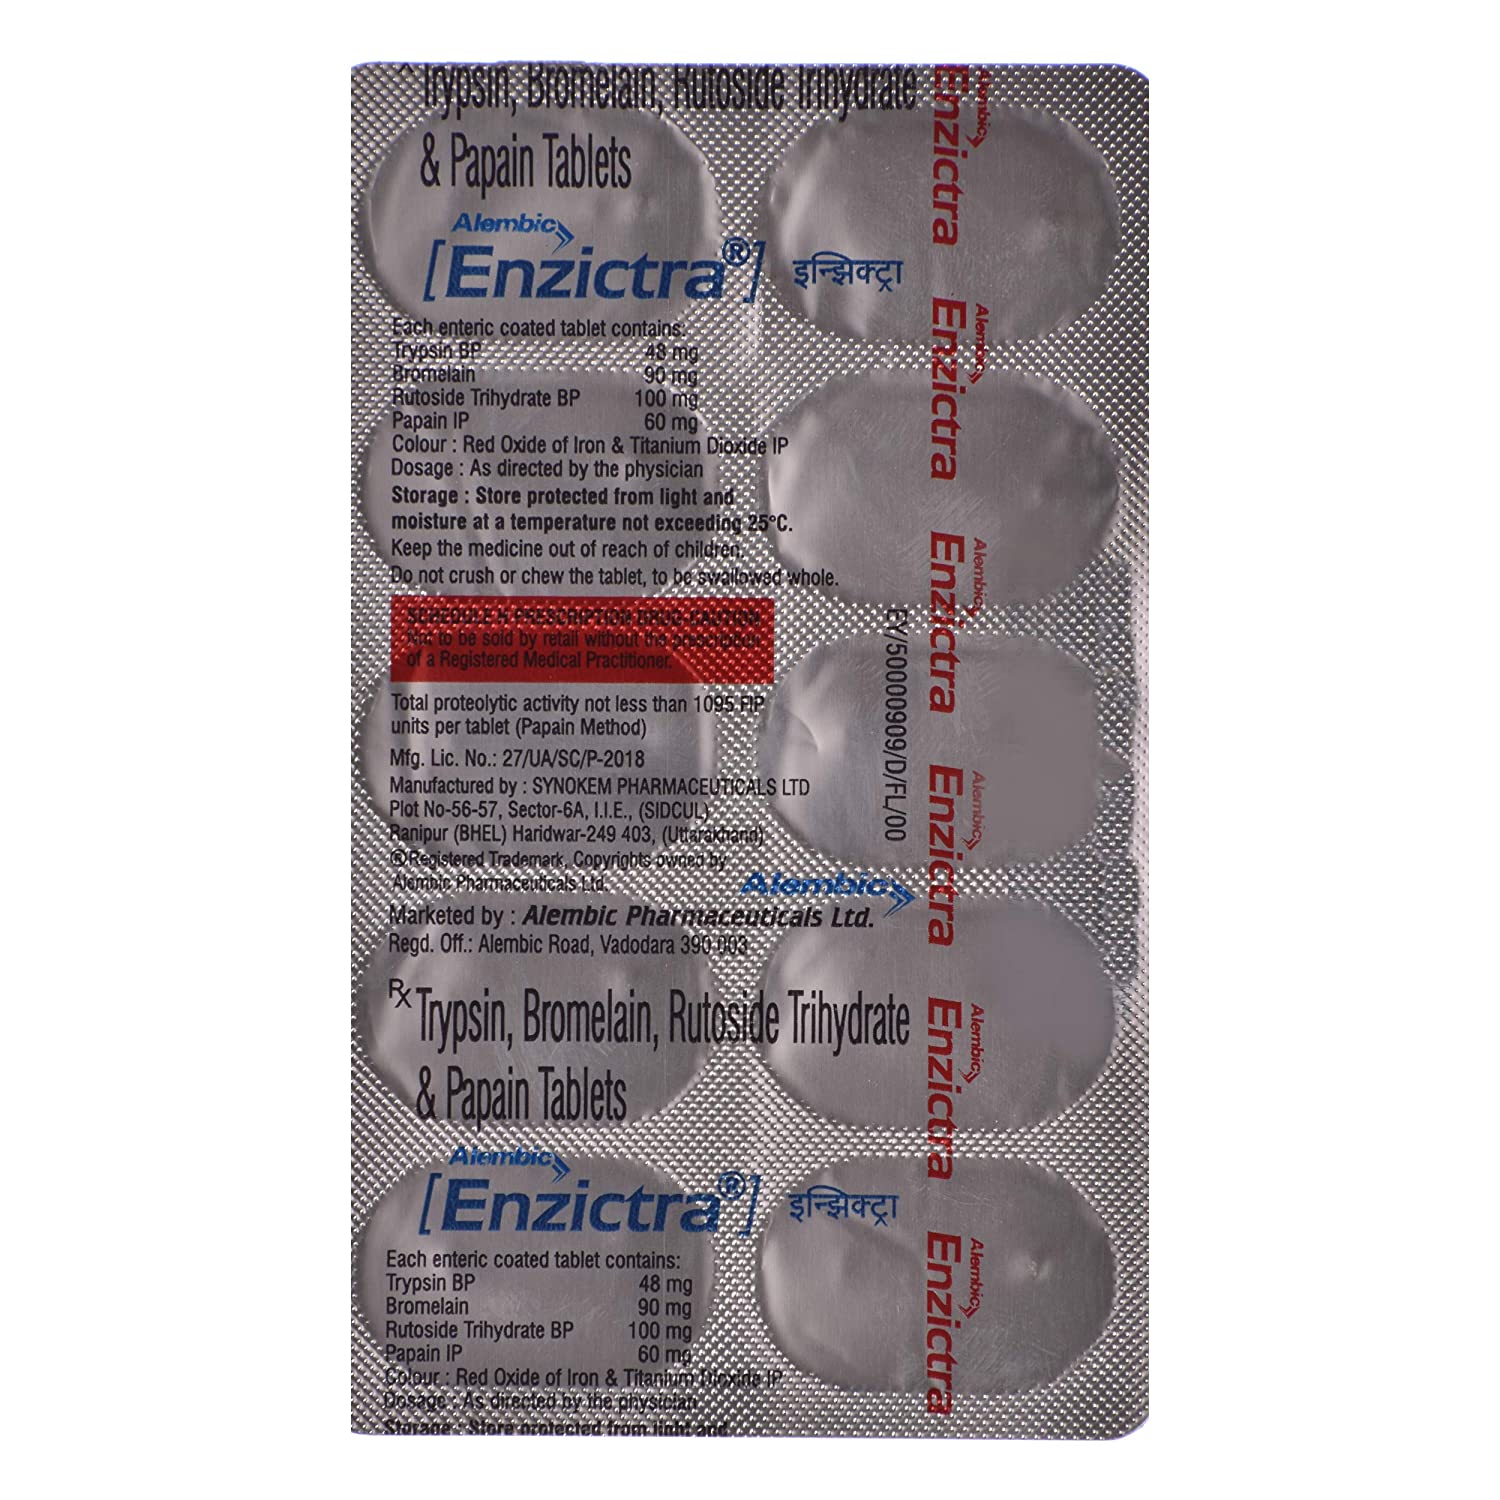 Trypsin, Bromelain, Rutoside Trihydrate
& Papain Tablets
Alembic
[Enzictra®] इन्झिक्ट्रा
Each enteric coated tablet contains:
Trypsin BP 48 mg
Bromelain 90 mg
Rutoside Trihydrate BP 100 mg
Papain IP 60 mg
Colour : Red Oxide of Iron & Titanium Dioxide IP
Dosage : As directed by the physician
Storage : Store protected from light and
moisture at a temperature not exceeding 25°C.
Keep the medicine out of reach of children.
Do not crush or chew the tablet, to be swallowed whole.
SCHEDULE H PRESCRIPTION DRUG-CAUTION
Not to be sold by retail without the prescription
of a Registered Medical Practitioner.
Total proteolytic activity not less than 1095 FIP
units per tablet (Papain Method)
Mfg. Lic. No.: 27/UA/SC/P-2018
Manufactured by : SYNOKEM PHARMACEUTICALS LTD
Plot No-56-57, Sector-6A, I.I.E., (SIDCUL)
Ranipur (BHEL) Haridwar-249 403, (Uttarakhand)
®Registered Trademark, Copyrights owned by
Alembic Pharmaceuticals Ltd.
Alembic
Marketed by : Alembic Pharmaceuticals Ltd.
Regd. Off.: Alembic Road, Vadodara 390 003
Rx Trypsin, Bromelain, Rutoside Trihydrate
& Papain Tablets
Alembic
[Enzictra®] इन्झिक्ट्रा
Each enteric coated tablet contains:
Trypsin BP 48 mg
Bromelain 90 mg
Rutoside Trihydrate BP 100 mg
Papain IP 60 mg
Colour : Red Oxide of Iron & Titanium Dioxide IP
Dosage : As directed by the physician
Storage : Store protected from light and
EY/50000909/D/FL/00
Alembic
Enzictra
Alembic
Enzictra
Alembic
Enzictra
Alembic
Enzictra
Alembic
Enzictra
Alembic
Enzictra